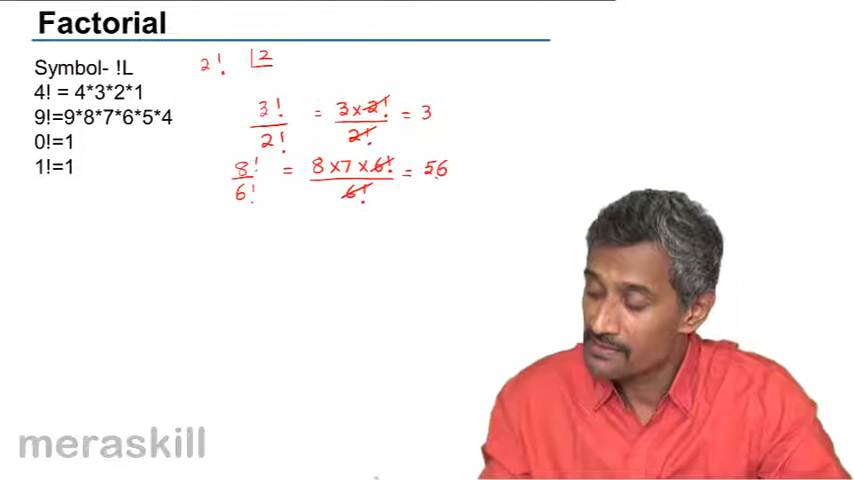 Factorial
Symbol- !L
2! |2
4! = 4*3*2*1
9!=9*8*7*6*5*4
0!=1
1!=1
3!/2! = 3×2!/2! = 3
8!/6! = 8×7×6!/6! = 56
meraskill